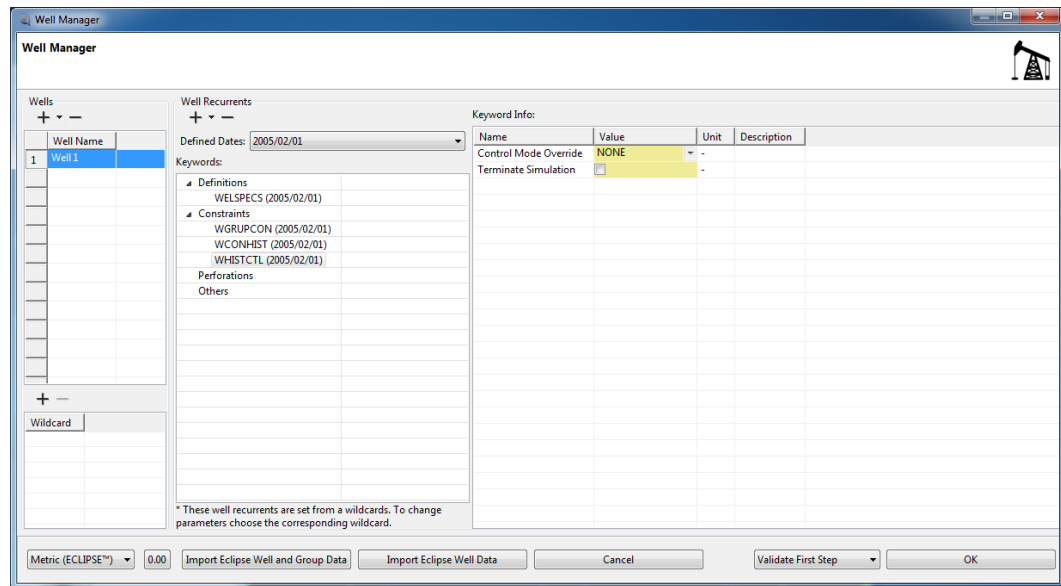 Well Manager
Well Manager
Wells
Well Name
1 Well 1
Wildcard
Well Recurrents
Defined Dates: 2005/02/01
Keywords:
Definitions
WELSPECS (2005/02/01)
Constraints
WGRUPCON (2005/02/01)
WCONHIST (2005/02/01)
WHISTCTL (2005/02/01)
Perforations
Others
* These well recurrents are set from a wildcards. To change
parameters choose the corresponding wildcard.
Keyword Info:
Name Value Unit Description
Control Mode Override NONE -
Terminate Simulation -
Metric (ECLIPSE™) 0.00 Import Eclipse Well and Group Data Import Eclipse Well Data Cancel Validate First Step OK